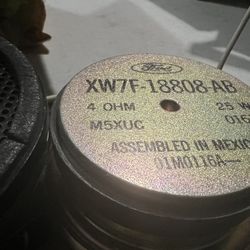 Ford
XW7F-18808-AB
4 OHM 25
M5XUC 016
ASSEMBLED IN MEXICO
01M0116A